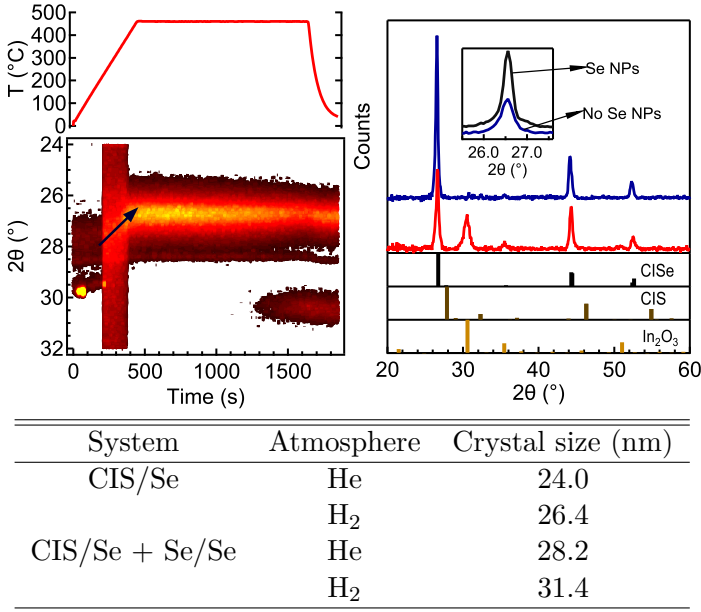 T (°C)
500
400
300
200
100
0
2θ (°)
24
26
28
30
32
0
500
1000
1500
Time (s)
Counts
Se NPs
No Se NPs
26.0 27.0
2θ (°)
CISe
CIS
In₂O₃
20 30 40 50 60
2θ (°)
System Atmosphere Crystal size (nm)
CIS/Se He 24.0
H₂ 26.4
CIS/Se + Se/Se He 28.2
H₂ 31.4